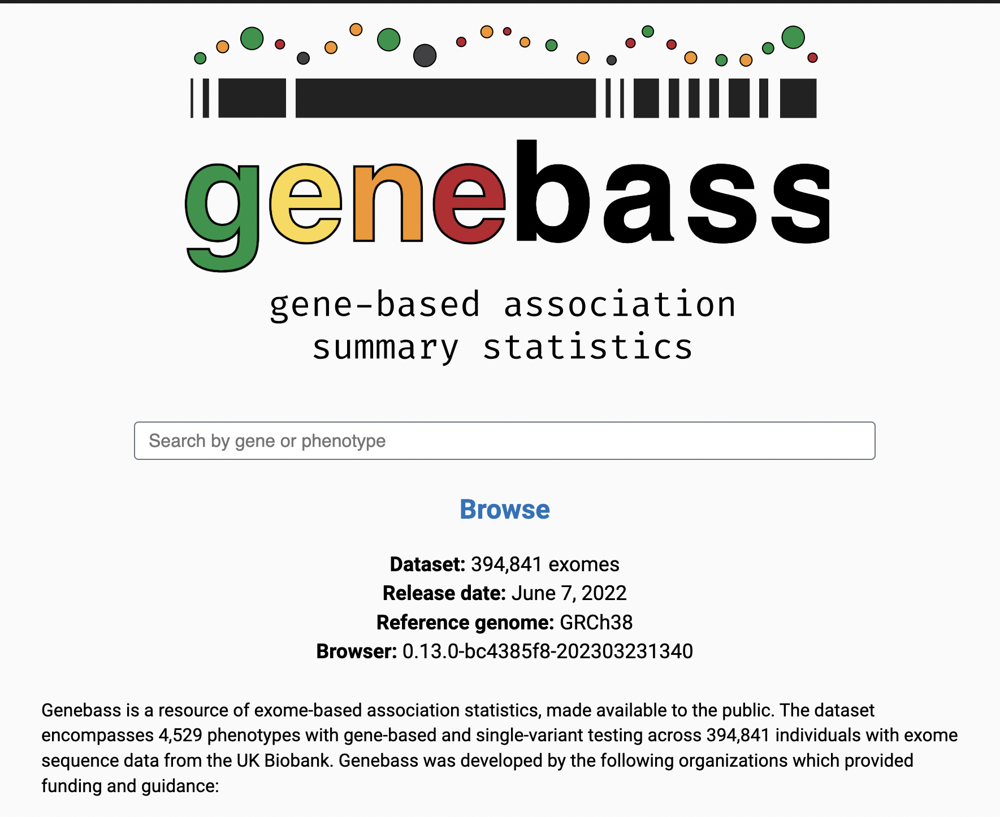 genebass
gene-based association
summary statistics
Search by gene or phenotype
Browse
Dataset: 394,841 exomes
Release date: June 7, 2022
Reference genome: GRCh38
Browser: 0.13.0-bc4385f8-202303231340
Genebass is a resource of exome-based association statistics, made available to the public. The dataset
encompasses 4,529 phenotypes with gene-based and single-variant testing across 394,841 individuals with exome
sequence data from the UK Biobank. Genebass was developed by the following organizations which provided
funding and guidance: